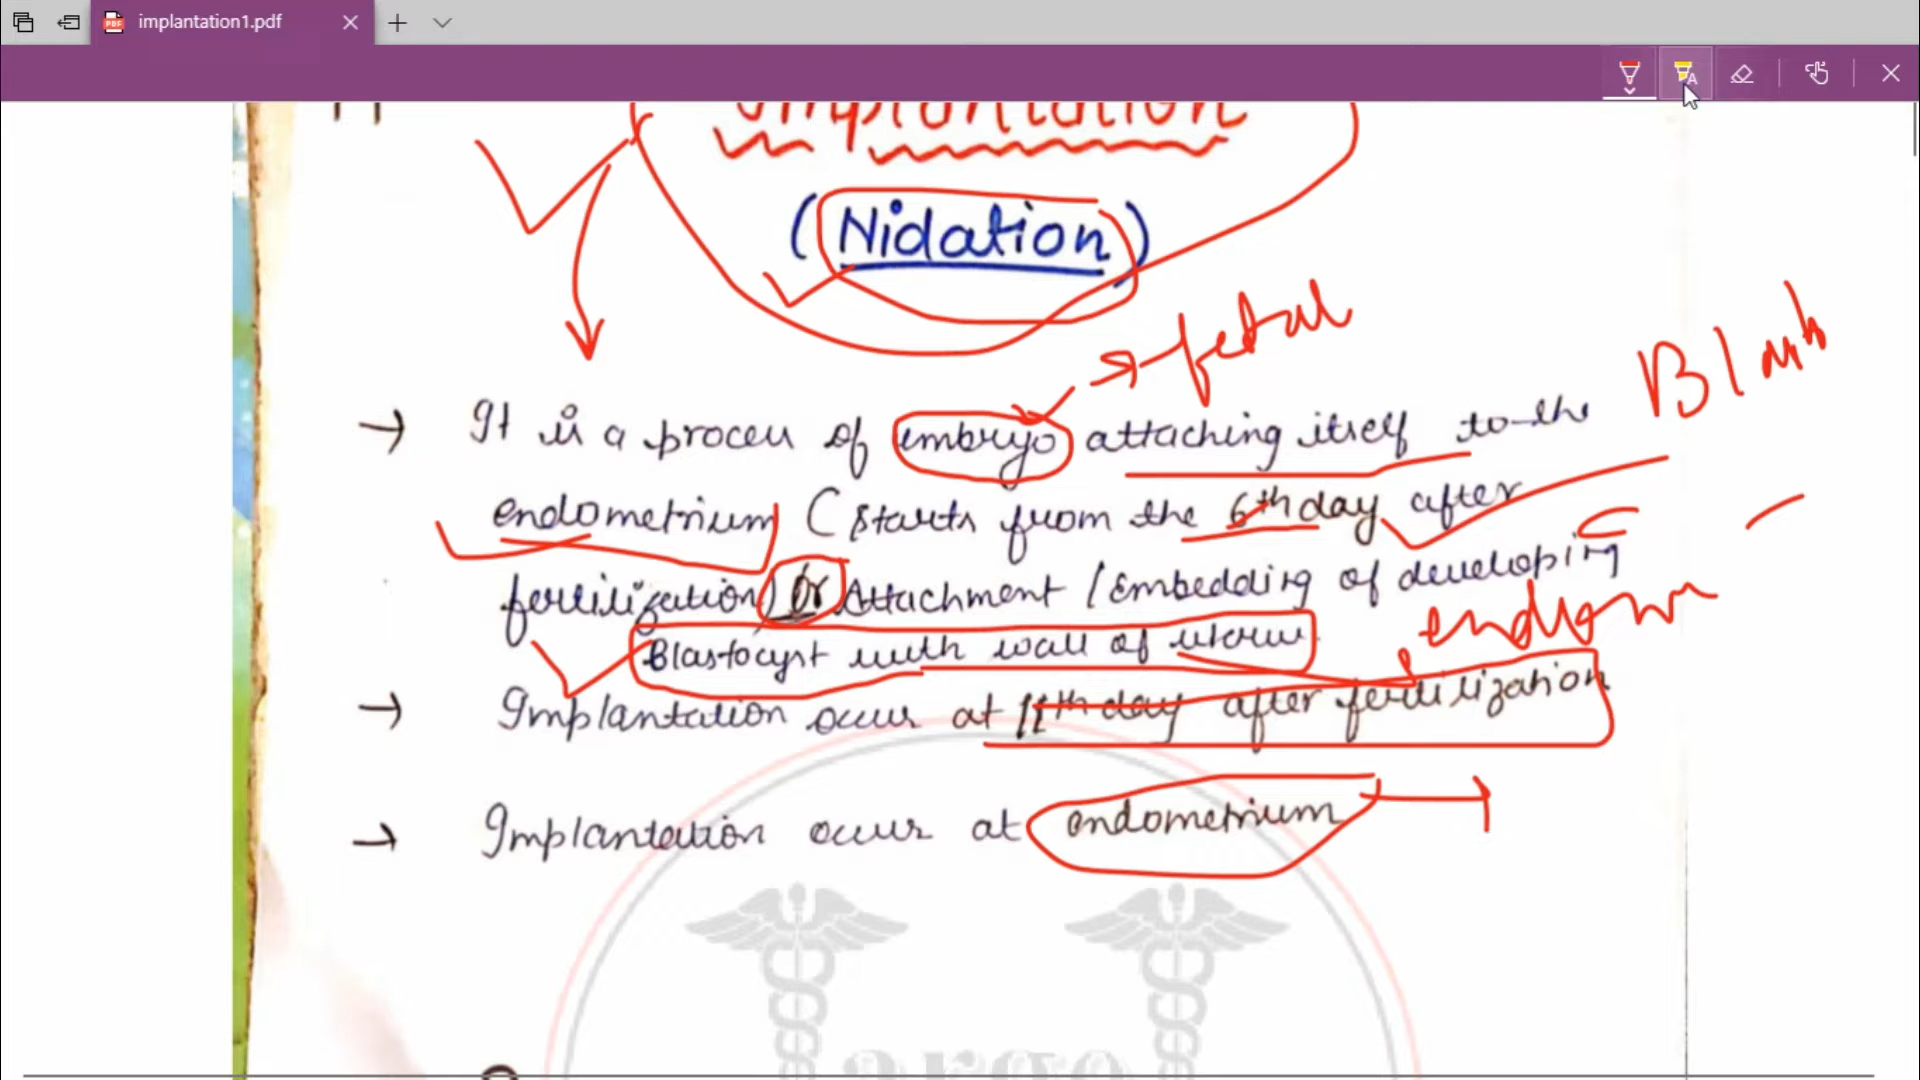 implantation1.pdf
Implantation
(Nidation)
→ fetal
→ It is a process of embryo attaching itself to the
endometrium (starts from the 6th day after
fertilization) Or Attachment / Embedding of developing
Blastocyst with wall of uterus.
→ Implantation occur at 11th day after fertilization
→ Implantation occur at endometrium